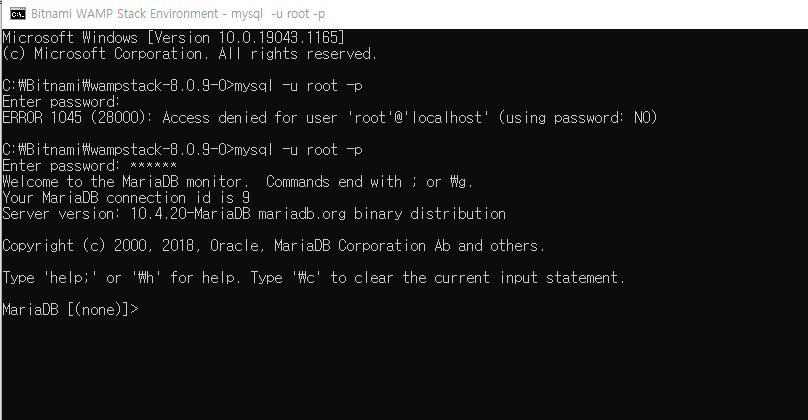 Bitnami WAMP Stack Environment - mysql  -u root -p
Microsoft Windows [Version 10.0.19043.1165]
(c) Microsoft Corporation. All rights reserved.
C:₩Bitnami₩wampstack-8.0.9-0>mysql -u root -p
Enter password:
ERROR 1045 (28000): Access denied for user 'root'@'localhost' (using password: NO)
C:₩Bitnami₩wampstack-8.0.9-0>mysql -u root -p
Enter password: ******
Welcome to the MariaDB monitor.  Commands end with ; or ₩g.
Your MariaDB connection id is 9
Server version: 10.4.20-MariaDB mariadb.org binary distribution
Copyright (c) 2000, 2018, Oracle, MariaDB Corporation Ab and others.
Type 'help;' or '₩h' for help. Type '₩c' to clear the current input statement.
MariaDB [(none)]>